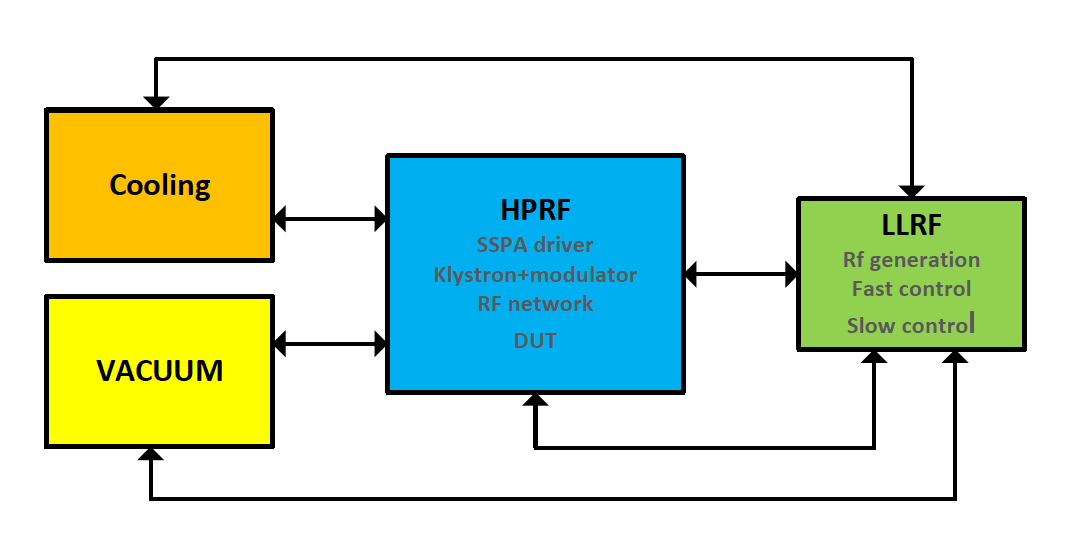 Cooling
HPRF
SSPA driver
Klystron+modulator
RF network
DUT
LLRF
Rf generation
Fast control
Slow control
VACUUM